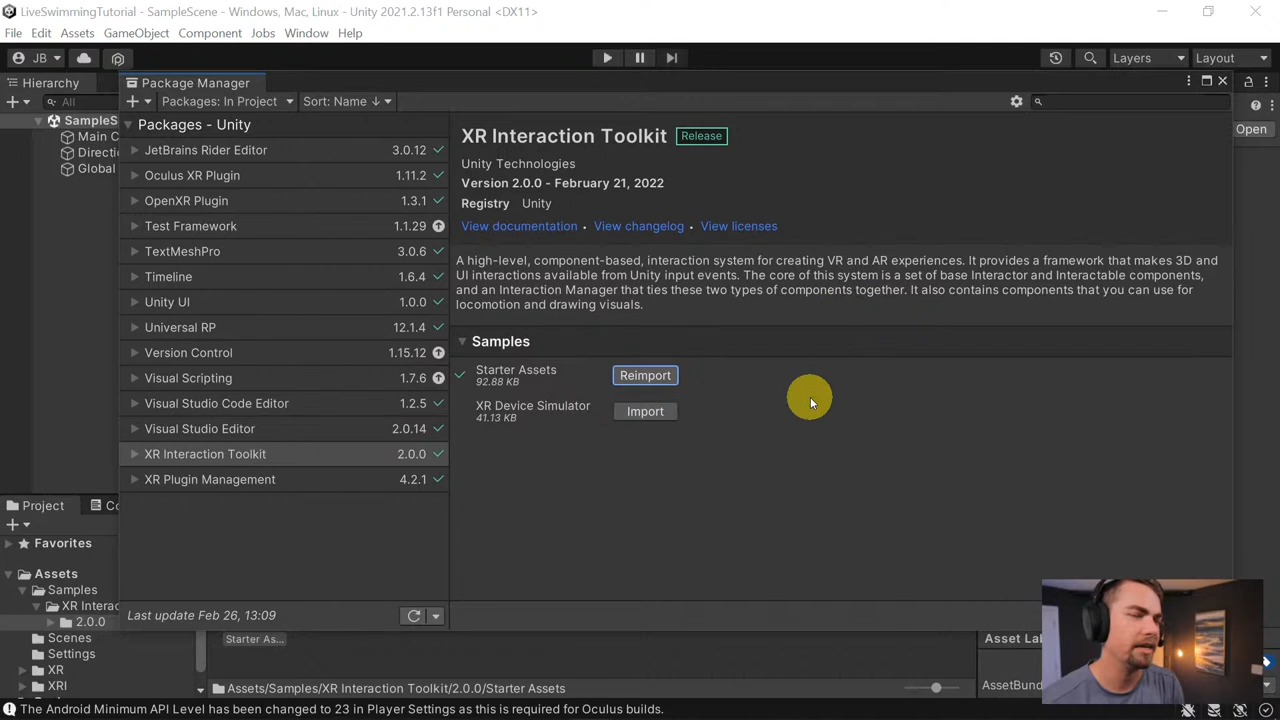 LiveSwimmingTutorial - SampleScene - Windows, Mac, Linux - Unity 2021.2.13f1 Personal <DX11>
File Edit Assets GameObject Component Jobs Window Help
JB Layers Layout
Hierarchy Package Manager
All Packages: In Project Sort: Name ↓
SampleS
Main C
Directi
Global
Packages - Unity
JetBrains Rider Editor 3.0.12
Oculus XR Plugin 1.11.2
OpenXR Plugin 1.3.1
Test Framework 1.1.29
TextMeshPro 3.0.6
Timeline 1.6.4
Unity UI 1.0.0
Universal RP 12.1.4
Version Control 1.15.12
Visual Scripting 1.7.6
Visual Studio Code Editor 1.2.5
Visual Studio Editor 2.0.14
XR Interaction Toolkit 2.0.0
XR Plugin Management 4.2.1
Last update Feb 26, 13:09
XR Interaction Toolkit Release
Unity Technologies
Version 2.0.0 - February 21, 2022
Registry Unity
View documentation • View changelog • View licenses
A high-level, component-based, interaction system for creating VR and AR experiences. It provides a framework that makes 3D and
UI interactions available from Unity input events. The core of this system is a set of base Interactor and Interactable components,
and an Interaction Manager that ties these two types of components together. It also contains components that you can use for
locomotion and drawing visuals.
Samples
Starter Assets Reimport
92.88 KB
XR Device Simulator Import
41.13 KB
Open
Project Co
Favorites
Assets
Samples
XR Interac
2.0.0
Scenes
Settings
XR
XRI
Starter As...
Assets/Samples/XR Interaction Toolkit/2.0.0/Starter Assets
Asset Lab
AssetBund
The Android Minimum API Level has been changed to 23 in Player Settings as this is required for Oculus builds.